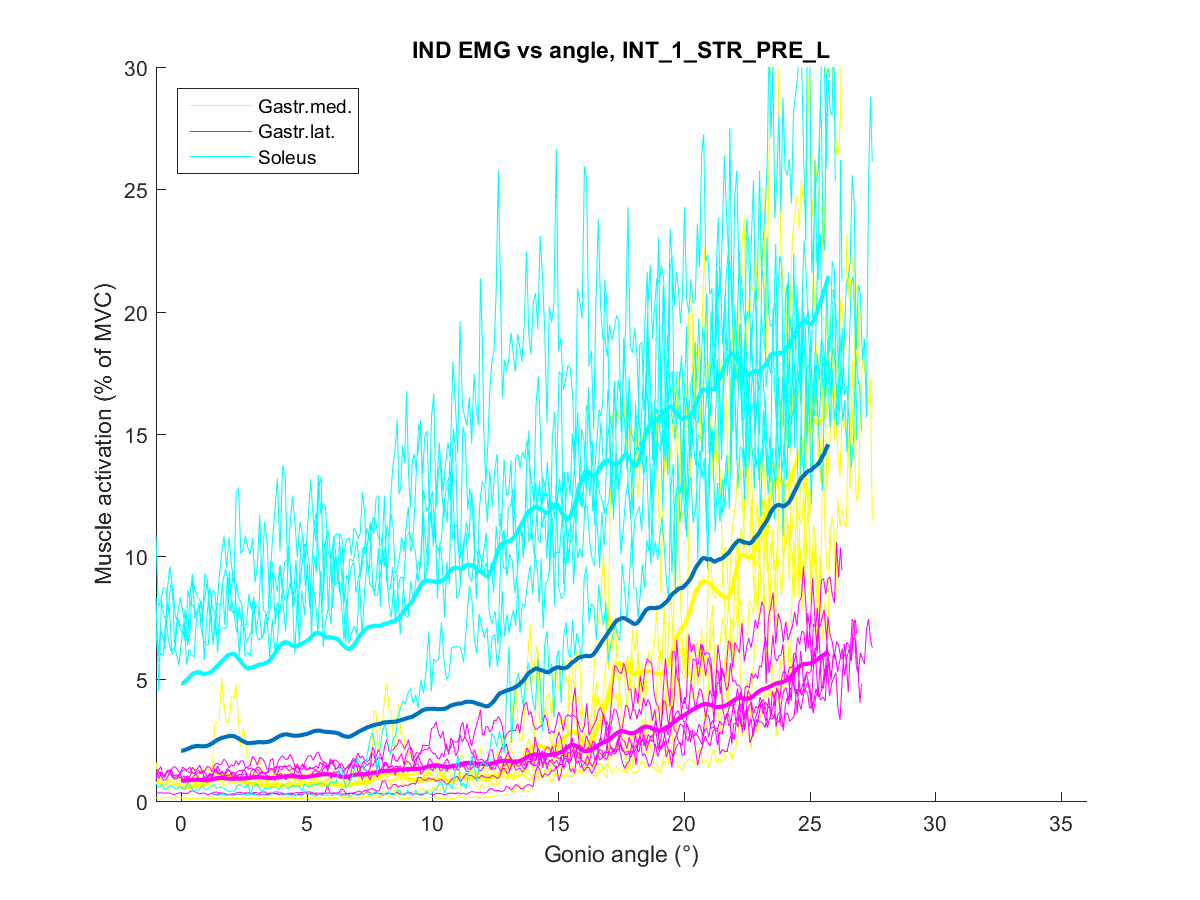 IND EMG vs angle, INT_1_STR_PRE_L
30
25
20
15
10
5
0
Muscle activation (% of MVC)
Gastr.med.
Gastr.lat.
Soleus
0 5 10 15 20 25 30 35
Gonio angle (°)